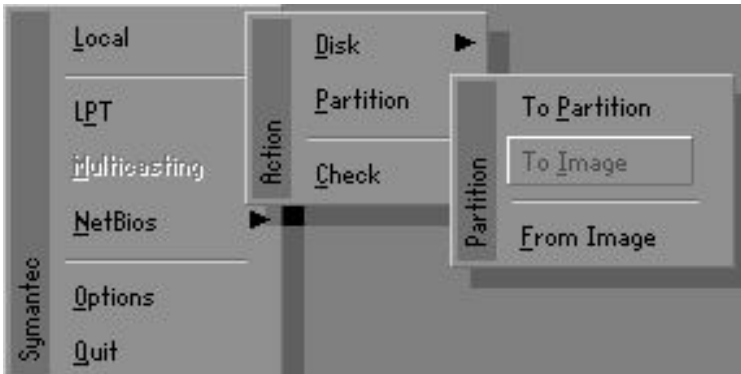 Symantec
Local
LPT
Multicasting
NetBios
Options
Quit
Action
Disk
Partition
Check
Partition
To Partition
To Image
From Image